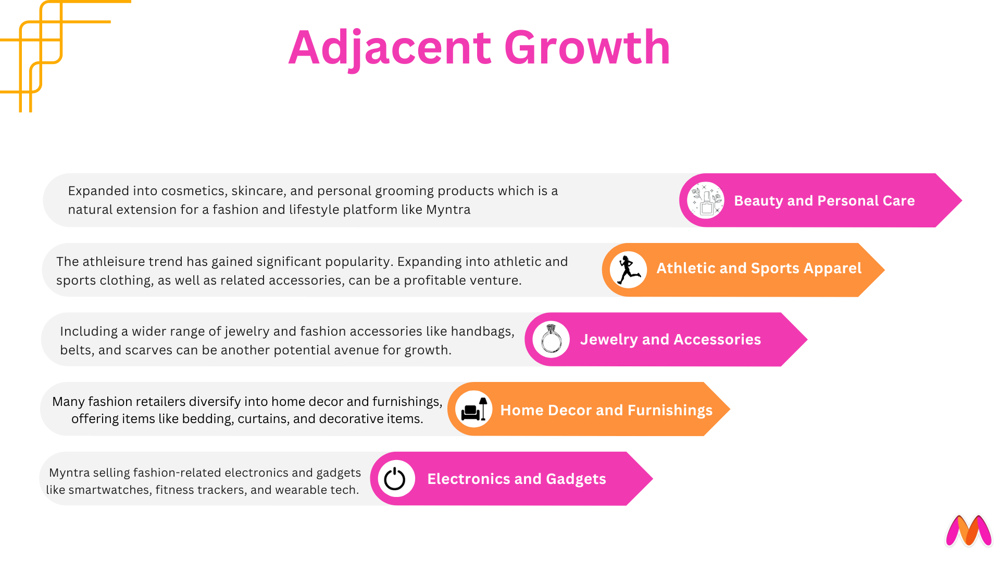 Adjacent Growth
Expanded into cosmetics, skincare, and personal grooming products which is a
natural extension for a fashion and lifestyle platform like Myntra
Beauty and Personal Care
The athleisure trend has gained significant popularity. Expanding into athletic and
sports clothing, as well as related accessories, can be a profitable venture.
Athletic and Sports Apparel
Including a wider range of jewelry and fashion accessories like handbags,
belts, and scarves can be another potential avenue for growth.
Jewelry and Accessories
Many fashion retailers diversify into home decor and furnishings,
offering items like bedding, curtains, and decorative items.
Home Decor and Furnishings
Myntra selling fashion-related electronics and gadgets
like smartwatches, fitness trackers, and wearable tech.
Electronics and Gadgets